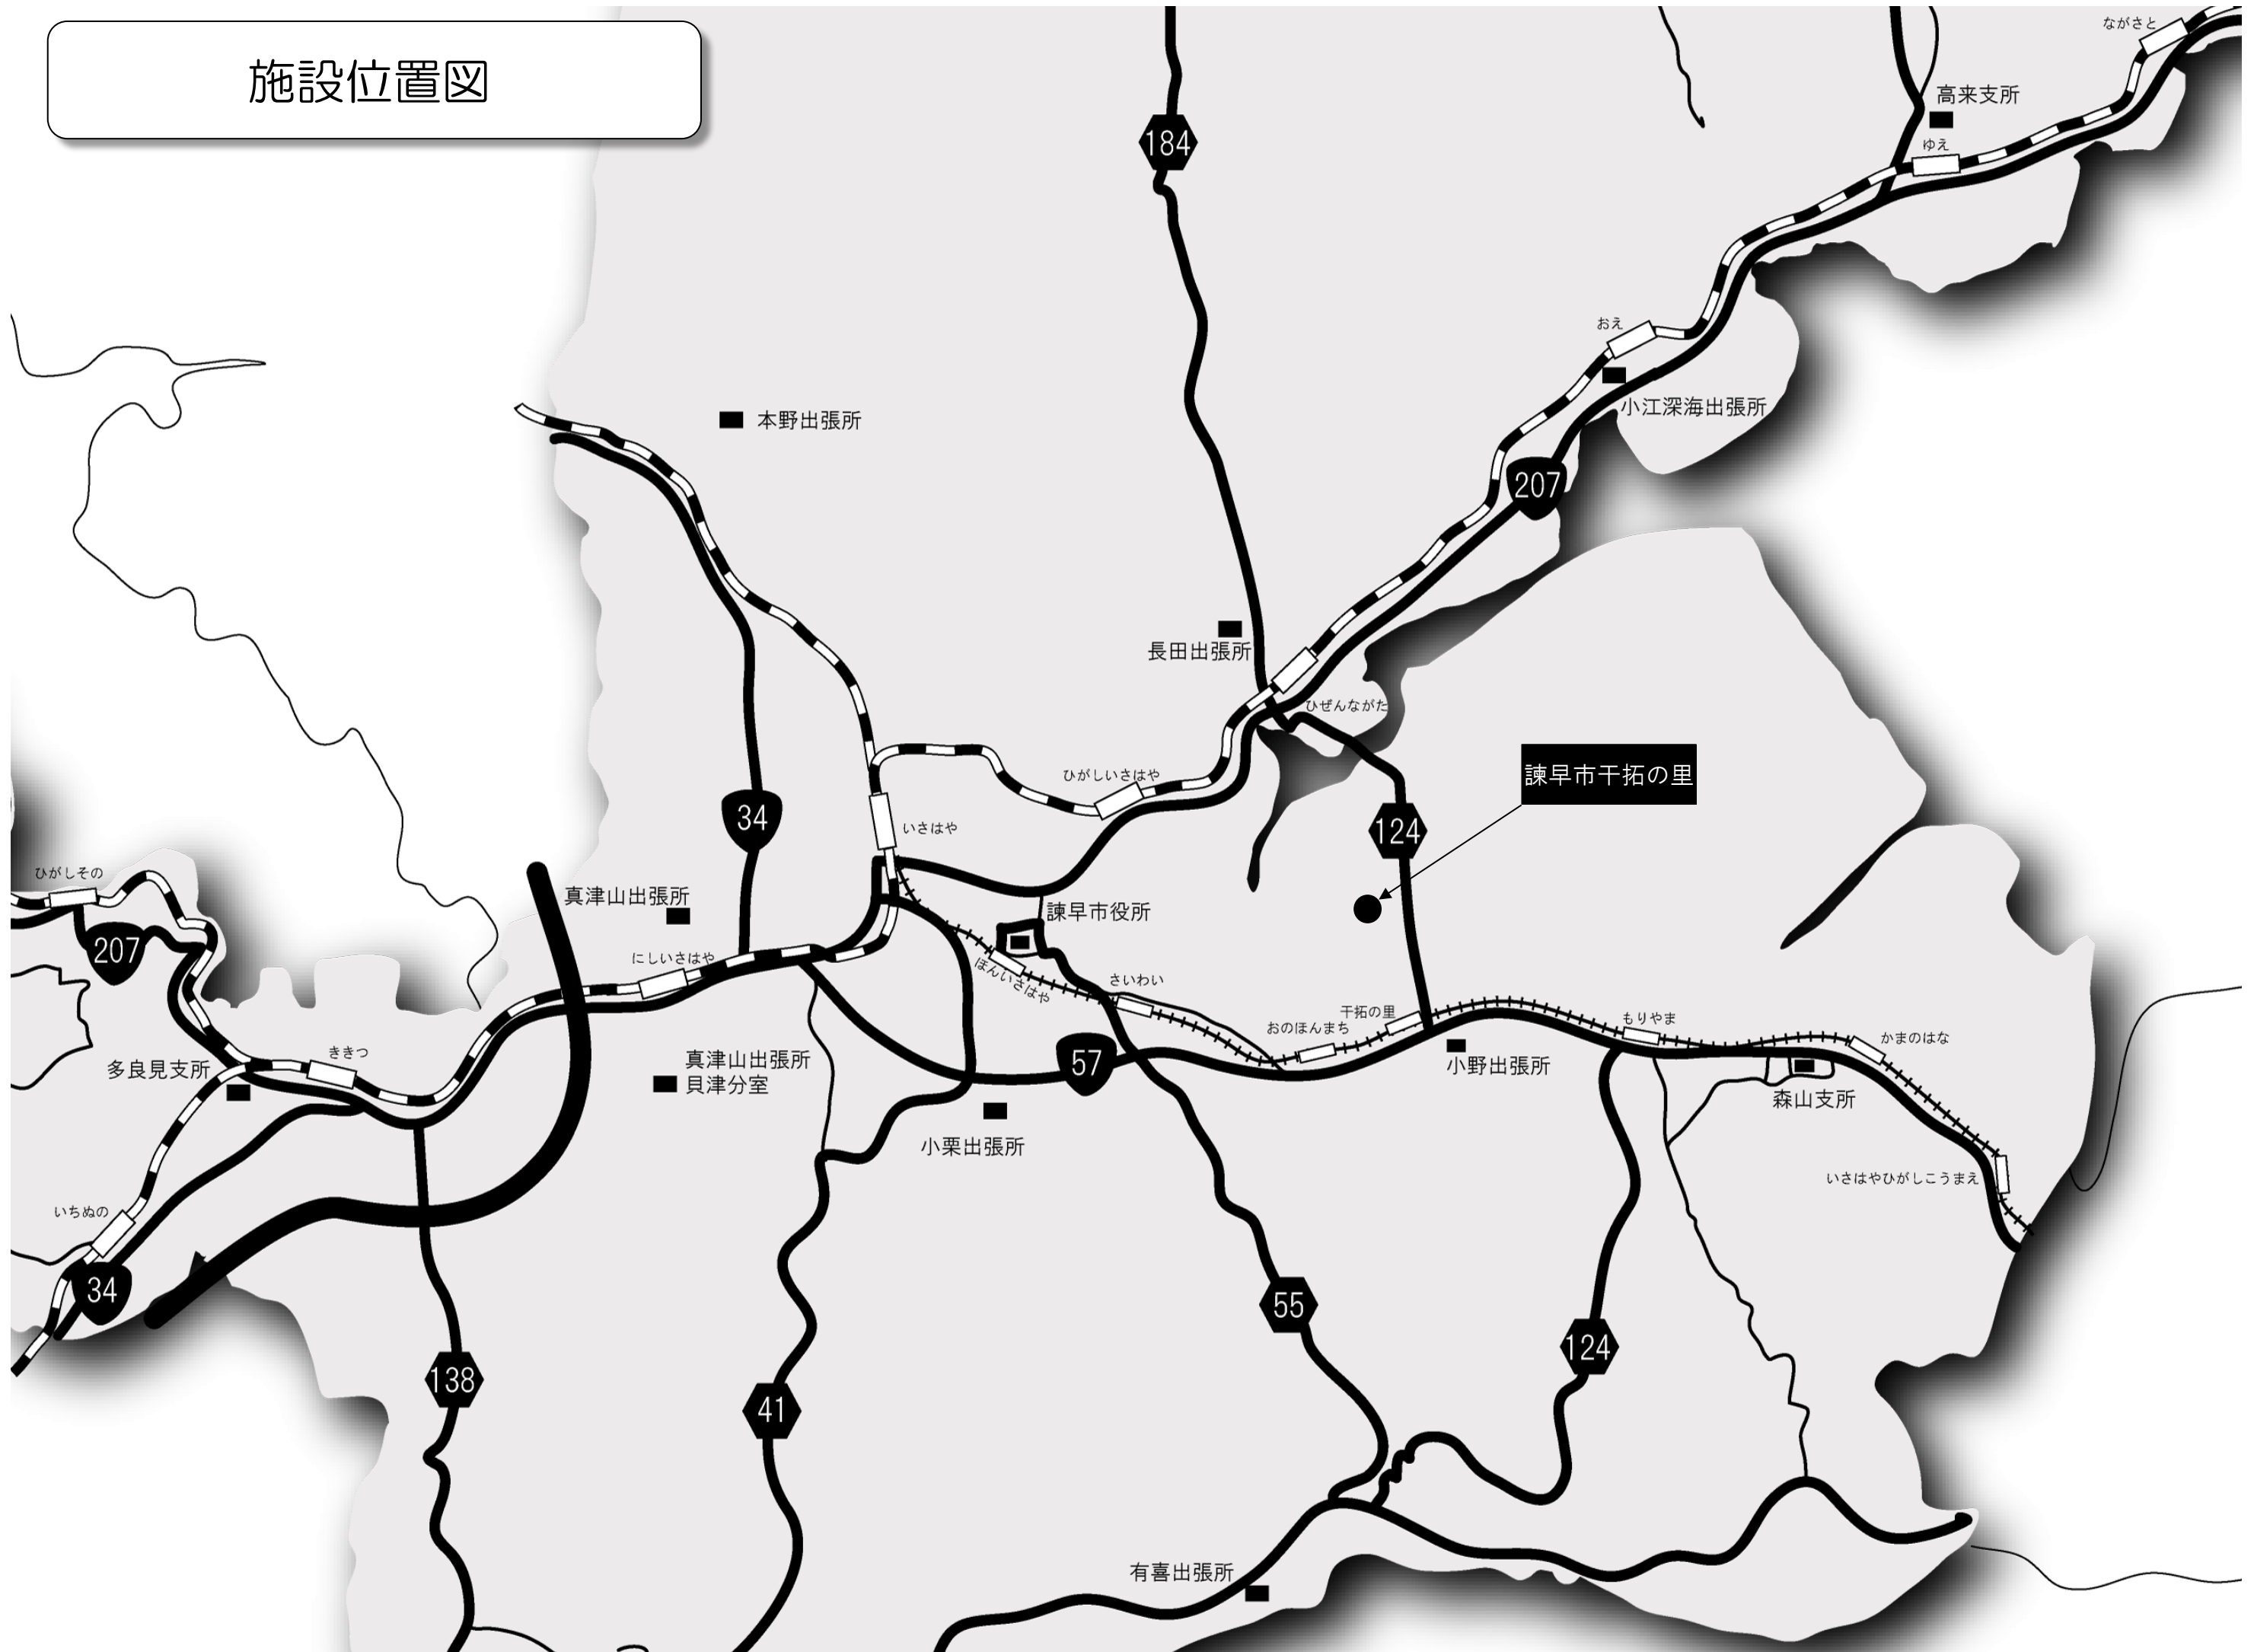 施設位置図
ながさと
高来支所
184
ゆえ
おえ
小江深海出張所
本野出張所
207
長田出張所
ひぜんながた
諫早市干拓の里
ひがしいさはや
34
いさはや
124
ひがしその
真津山出張所
諫早市役所
207
にしいさはや
ほんいさはや
さいわい
干拓の里
おのほんまち
もりやま
かまのはな
ききつ
多良見支所
真津山出張所
貝津分室
57
小野出張所
森山支所
小栗出張所
いさはやひがしこうまえ
いちぬの
34
55
124
138
41
有喜出張所